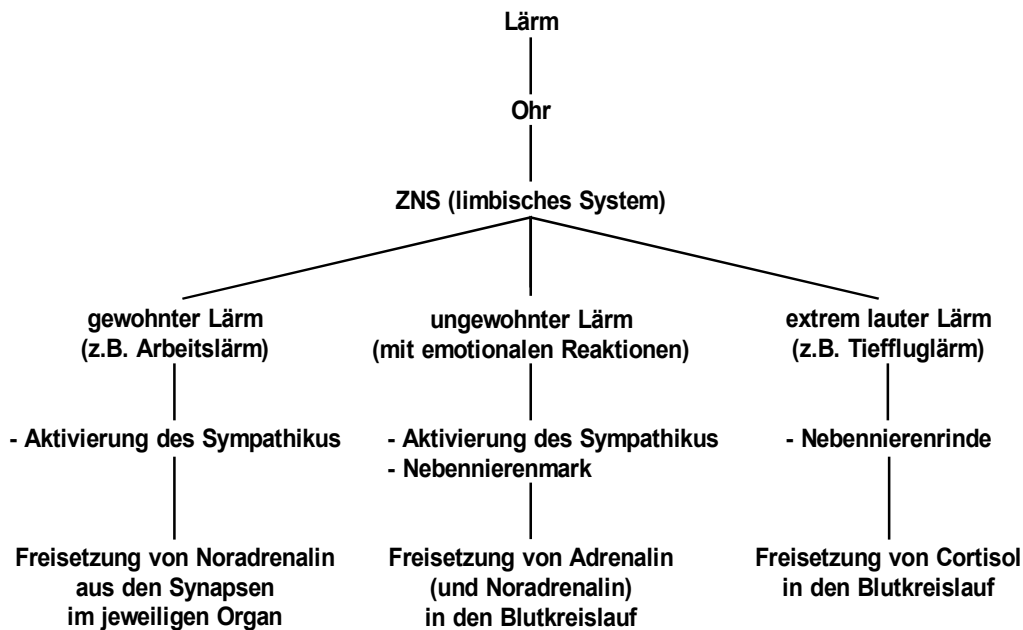 Lärm
Ohr
ZNS (limbisches System)
gewohnter Lärm
(z.B. Arbeitslärm)
ungewohnter Lärm
(mit emotionalen Reaktionen)
extrem lauter Lärm
(z.B. Tieffluglärm)
- Aktivierung des Sympathikus
- Aktivierung des Sympathikus
- Nebennierenmark
- Nebennierenrinde
Freisetzung von Noradrenalin
aus den Synapsen
im jeweiligen Organ
Freisetzung von Adrenalin
(und Noradrenalin)
in den Blutkreislauf
Freisetzung von Cortisol
in den Blutkreislauf